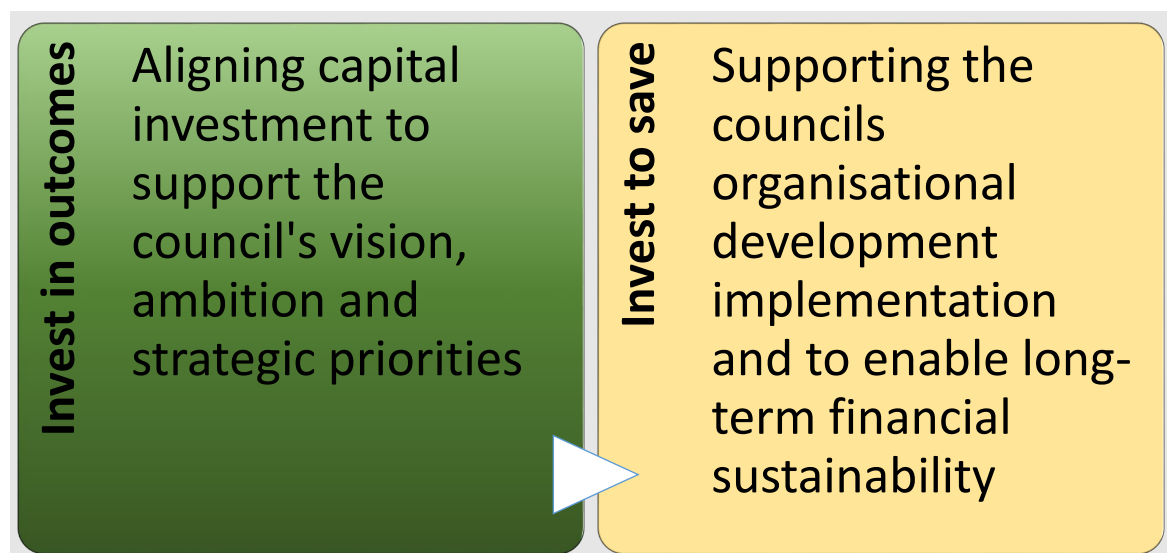 Invest in outcomes
Aligning capital
investment to
support the
council's vision,
ambition and
strategic priorities
Invest to save
Supporting the
councils
organisational
development
implementation
and to enable long-
term financial
sustainability